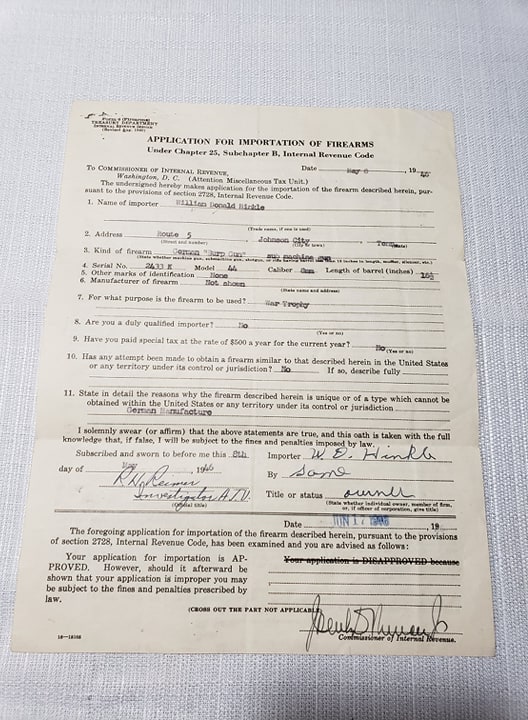 Form 6 (Firearms)
TREASURY DEPARTMENT
INTERNAL REVENUE SERVICE
(Revised Aug. 1940)
APPLICATION FOR IMPORTATION OF FIREARMS
Under Chapter 25, Subchapter B, Internal Revenue Code
Date May 8, 19 46
TO COMMISSIONER OF INTERNAL REVENUE,
Washington, D. C. (Attention Miscellaneous Tax Unit.)
The undersigned hereby makes application for the importation of the firearm described herein, pur-
suant to the provisions of section 2728, Internal Revenue Code.
1. Name of importer William Donald Hinkle
(Trade name, if one is used)
2. Address Route 5, Johnson City, Tenn
(Street and number) (City or town) (State)
3. Kind of firearm German "Burp Gun" sub machine gun
4. Serial No. 2433 K Model 44 Caliber 8mm Length of barrel (inches) 16½
5. Other marks of identification None
6. Manufacturer of firearm Not shown
(State name and address)
7. For what purpose is the firearm to be used? War Trophy
8. Are you a duly qualified importer? No
(Yes or no)
9. Have you paid special tax at the rate of $500 a year for the current year? No
(Yes or no)
10. Has any attempt been made to obtain a firearm similar to that described herein in the United States
or any territory under its control or jurisdiction? No If so, describe fully
11. State in detail the reasons why the firearm described herein is unique or of a type which cannot be
obtained within the United States or any territory under its control or jurisdiction
German Manufacture
I solemnly swear (or affirm) that the above statements are true, and this oath is taken with the full
knowledge that, if false, I will be subject to the fines and penalties imposed by law.
Subscribed and sworn to before me this 8th
day of May, 1946
Investigator A.T.U.
(Official title)
Importer W. D. Hinkle
By Same
Title or status owner
(State whether individual owner, member of firm,
or, if officer of corporation, give title)
Date JUN 17 1946, 19
The foregoing application for importation of the firearm described herein, pursuant to the provisions
of section 2728, Internal Revenue Code, has been examined and you are advised as follows:
Your application for importation is AP-
PROVED. However, should it afterward be
shown that your application is improper you may
be subject to the fines and penalties prescribed by
law.
Your application is DISAPPROVED because
(CROSS OUT THE PART NOT APPLICABLE)
Commissioner of Internal Revenue.